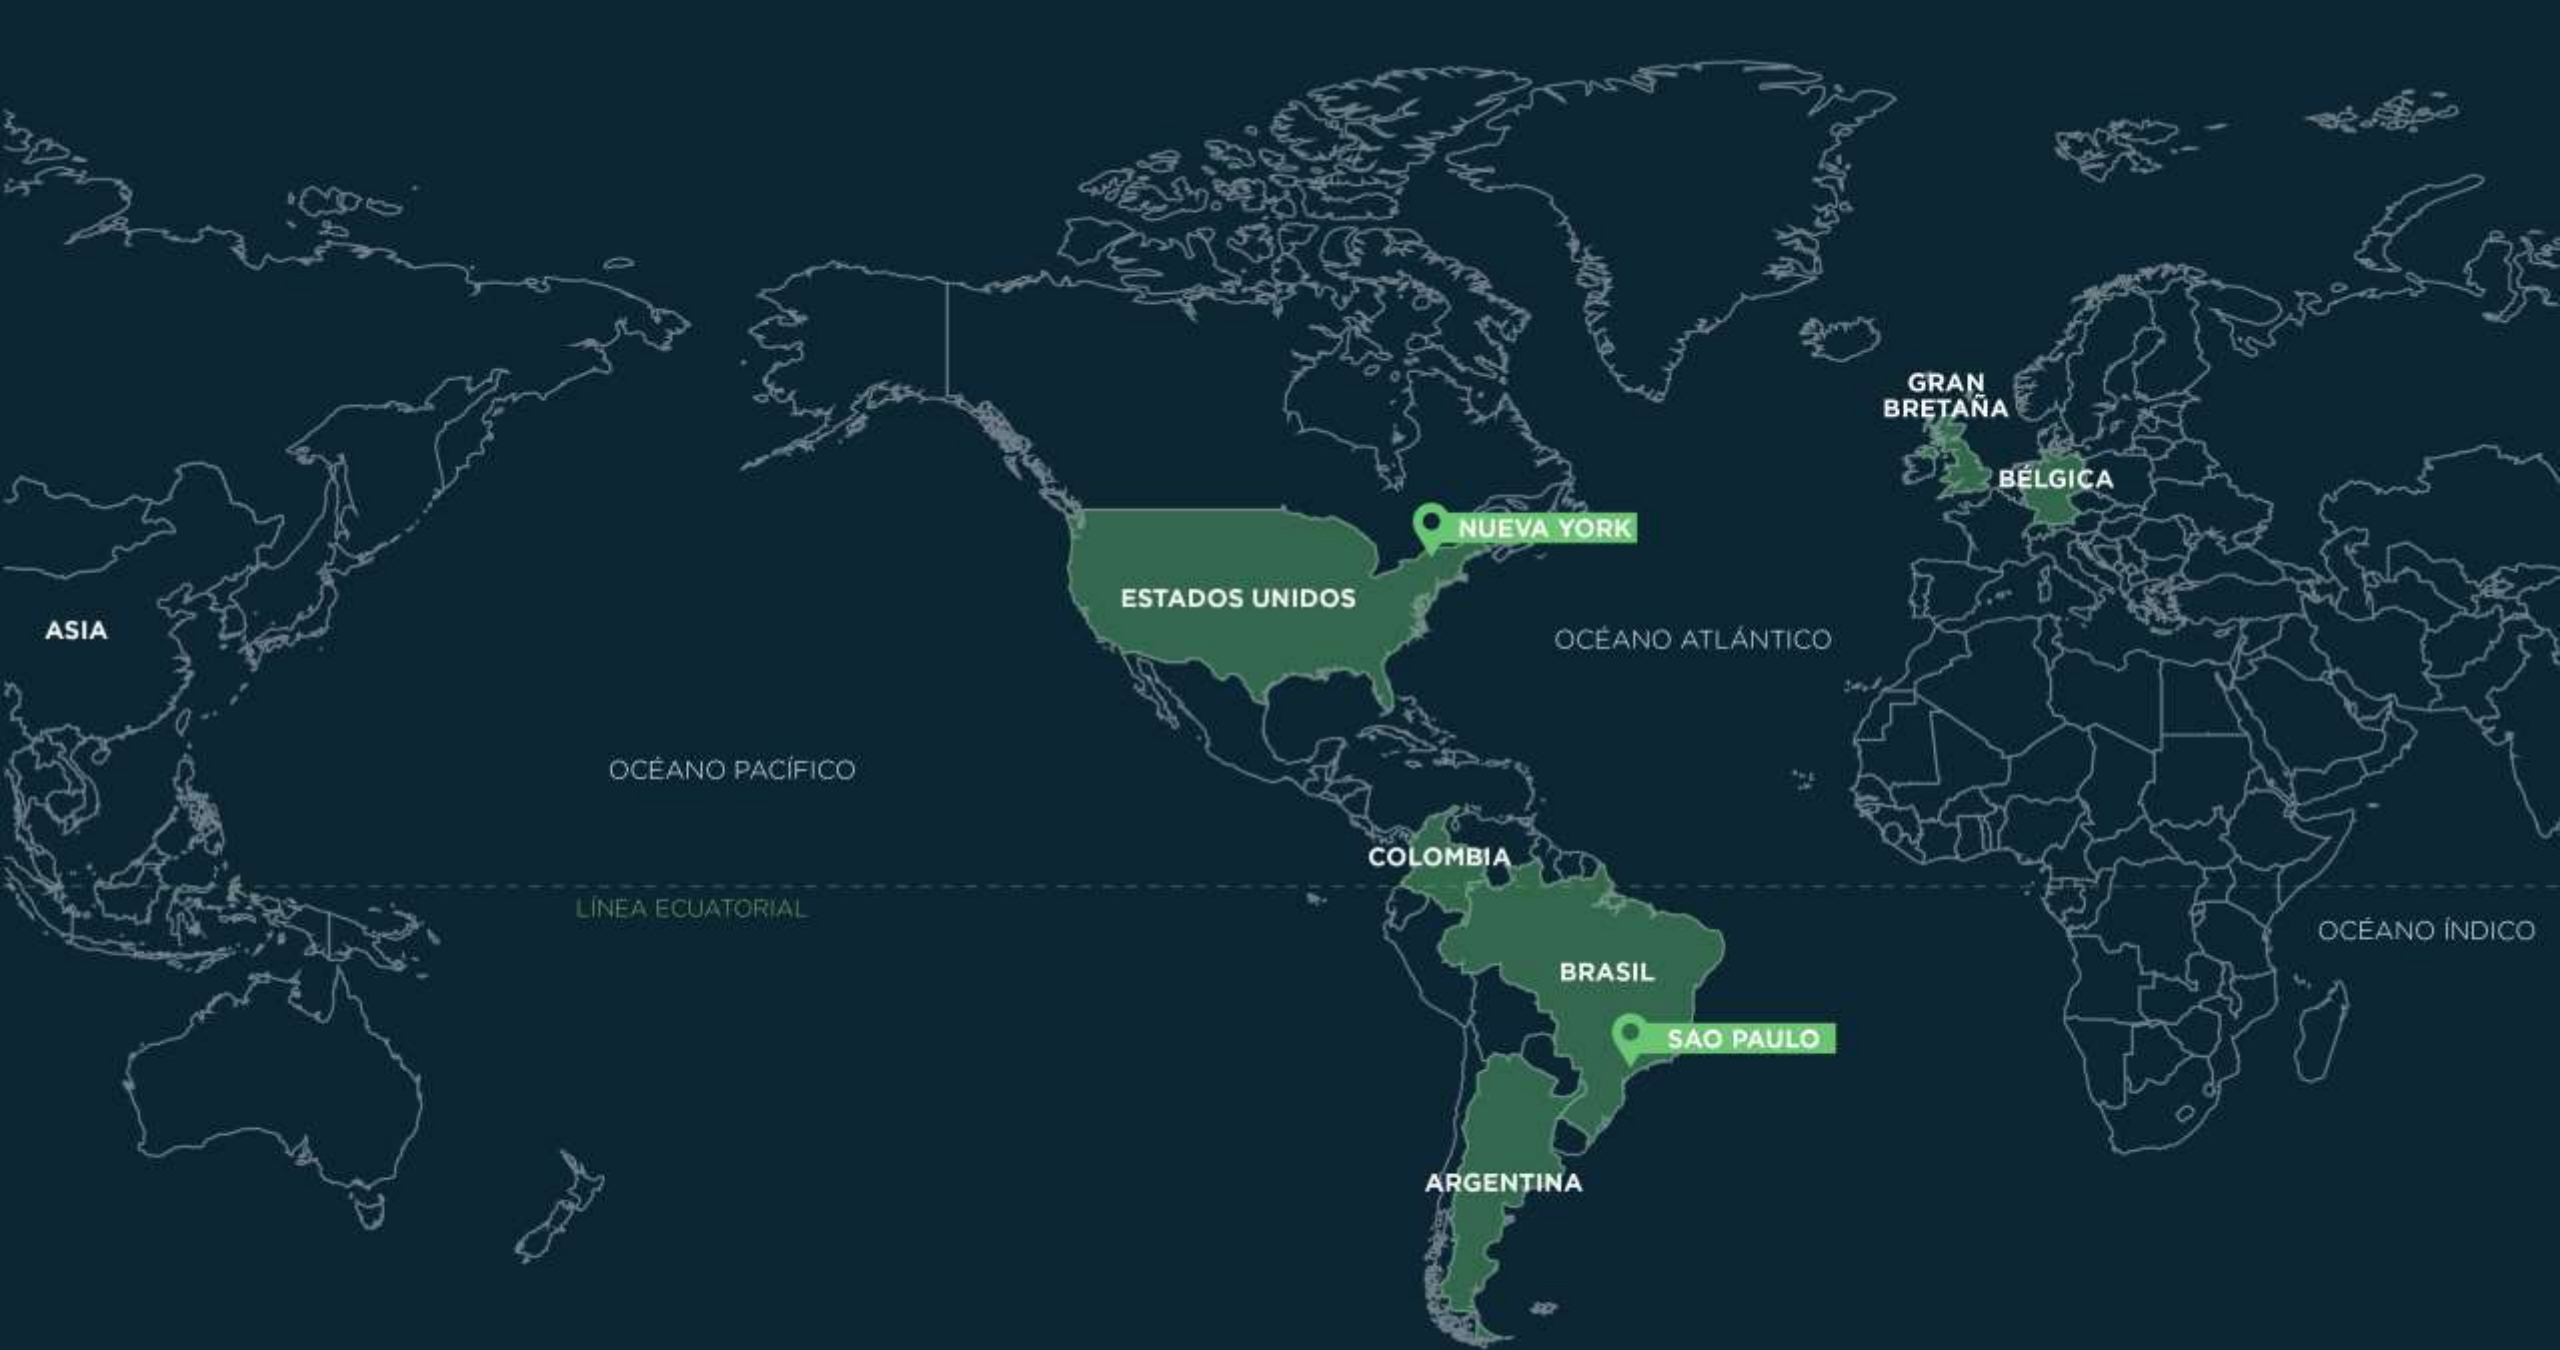 GRAN
BRETAÑA
BÉLGICA
NUEVA YORK
ESTADOS UNIDOS
ASIA
OCÉANO ATLÁNTICO
OCÉANO PACÍFICO
COLOMBIA
LÍNEA ECUATORIAL
OCÉANO ÍNDICO
BRASIL
SAO PAULO
ARGENTINA